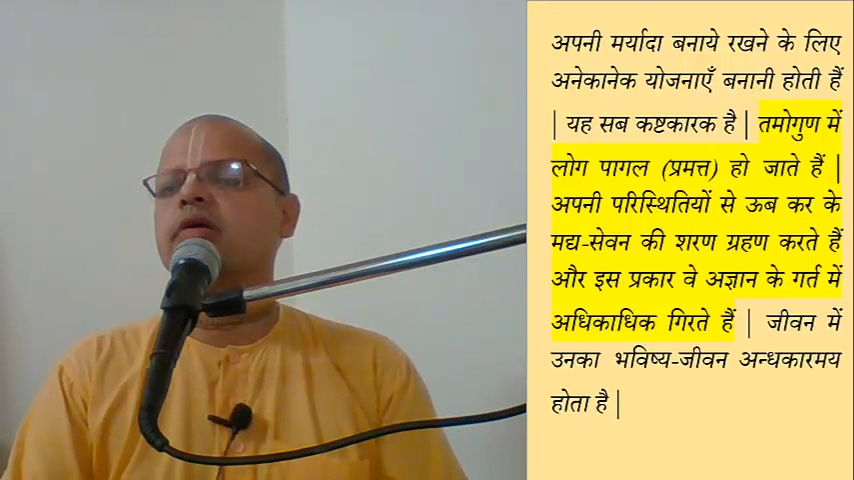 अपनी मर्यादा बनाये रखने के लिए
अनेकानेक योजनाएँ बनानी होती हैं
| यह सब कष्टकारक है | तमोगुण में
लोग पागल (प्रमत्त) हो जाते हैं |
अपनी परिस्थितियों से ऊब कर के
मद्य-सेवन की शरण ग्रहण करते हैं
और इस प्रकार वे अज्ञान के गर्त में
अधिकाधिक गिरते हैं | जीवन में
उनका भविष्य-जीवन अन्धकारमय
होता है |